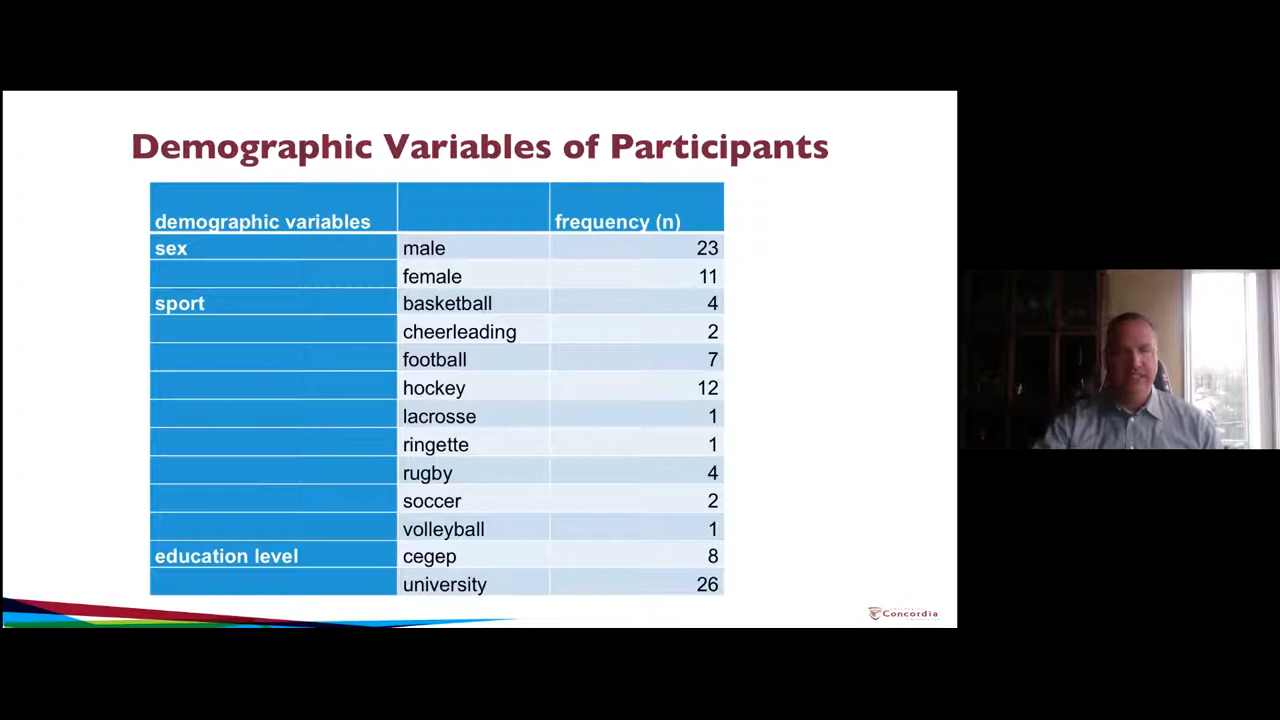 Demographic Variables of Participants
demographic variables frequency (n)
sex male 23
female 11
sport basketball 4
cheerleading 2
football 7
hockey 12
lacrosse 1
ringette 1
rugby 4
soccer 2
volleyball 1
education level cegep 8
university 26
Concordia